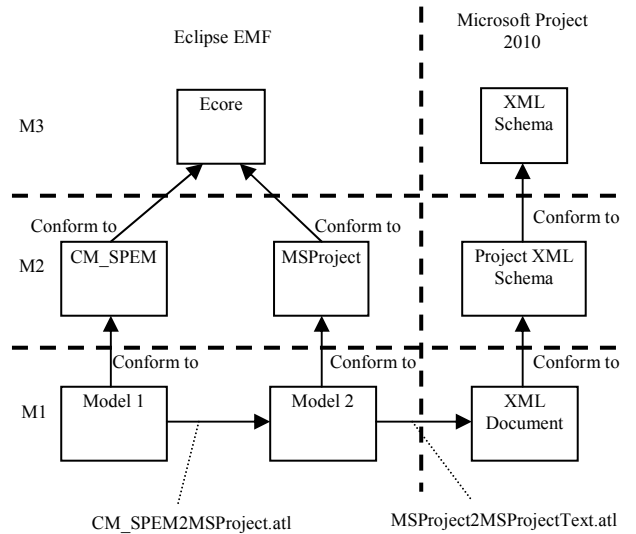 Eclipse EMF
Microsoft Project
2010
M3
Ecore
XML
Schema
Conform to
Conform to
Conform to
M2
CM_SPEM
MSProject
Project XML
Schema
Conform to
Conform to
Conform to
M1
Model 1
Model 2
XML
Document
CM_SPEM2MSProject.atl
MSProject2MSProjectText.atl